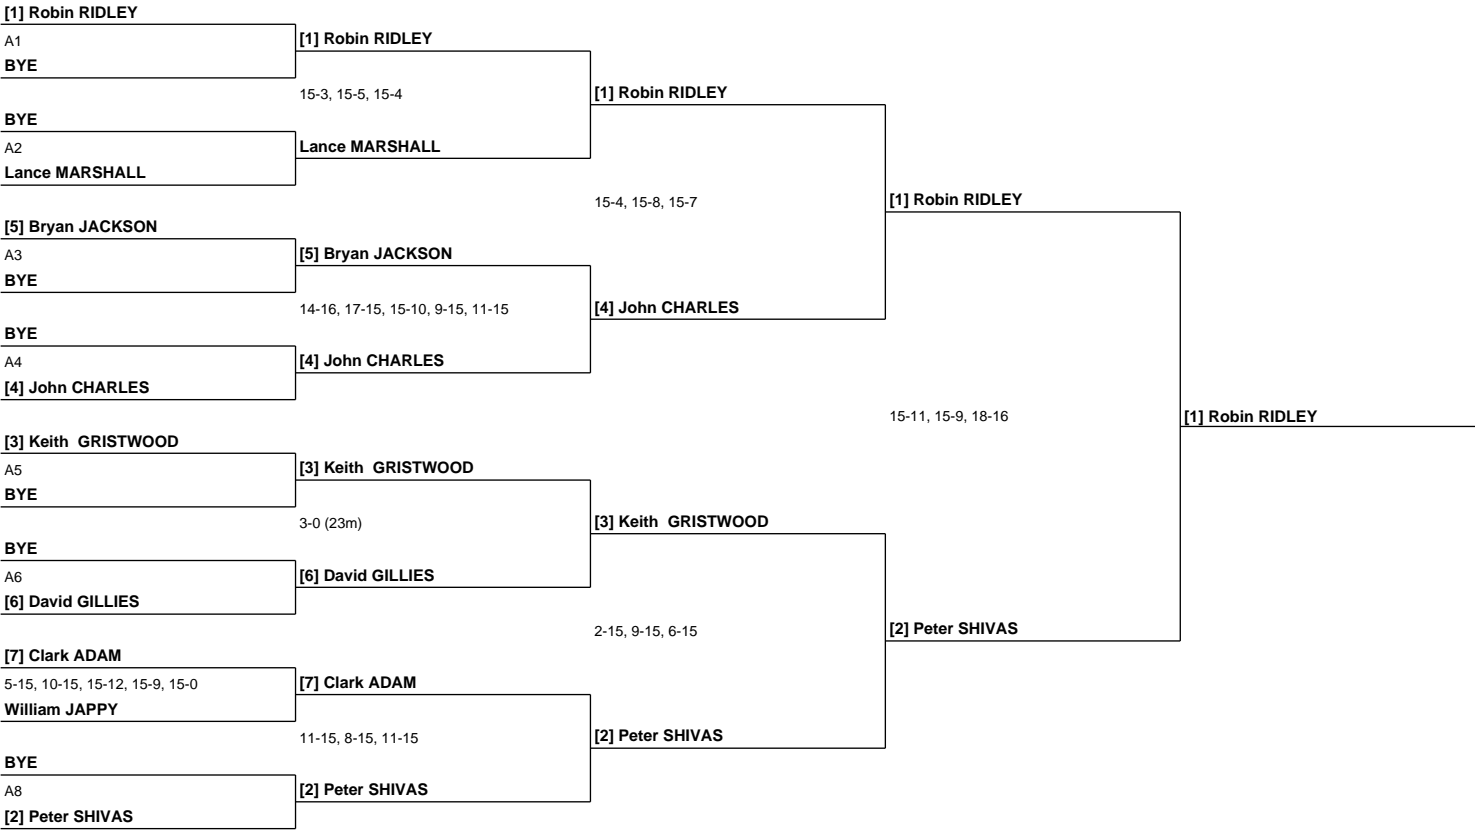 [1] Robin RIDLEY
A1
BYE
BYE
A2
Lance MARSHALL
[5] Bryan JACKSON
A3
BYE
BYE
A4
[4] John CHARLES
[3] Keith  GRISTWOOD
A5
BYE
BYE
A6
[6] David GILLIES
[7] Clark ADAM
5-15, 10-15, 15-12, 15-9, 15-0
William JAPPY
BYE
A8
[2] Peter SHIVAS
[1] Robin RIDLEY
15-3, 15-5, 15-4
Lance MARSHALL
[5] Bryan JACKSON
14-16, 17-15, 15-10, 9-15, 11-15
[4] John CHARLES
[3] Keith  GRISTWOOD
3-0 (23m)
[6] David GILLIES
[7] Clark ADAM
11-15, 8-15, 11-15
[2] Peter SHIVAS
[1] Robin RIDLEY
15-4, 15-8, 15-7
[4] John CHARLES
[3] Keith  GRISTWOOD
2-15, 9-15, 6-15
[2] Peter SHIVAS
[1] Robin RIDLEY
15-11, 15-9, 18-16
[2] Peter SHIVAS
[1] Robin RIDLEY